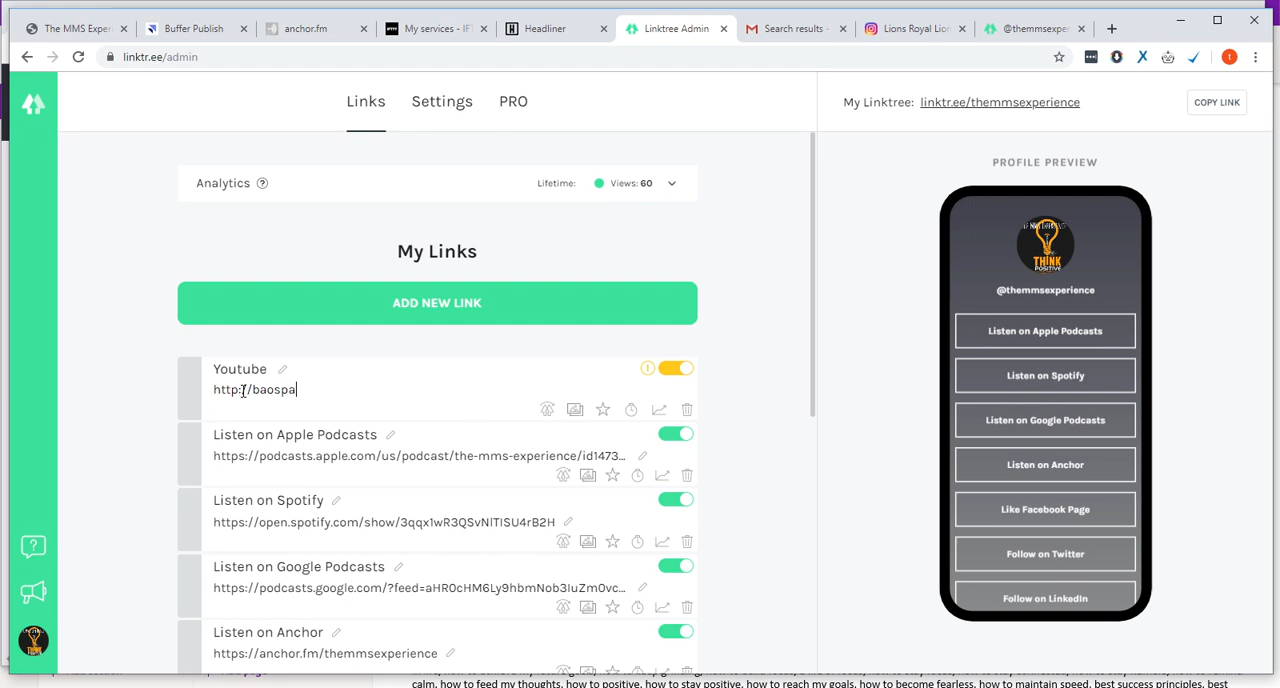 The MMS Exper
Buffer Publish
anchor.fm
My services - IFT
Headliner
Linktree Admin
Search results -
Lions Royal Lion
@themmsexper
linktr.ee/admin
Links
Settings
PRO
My Linktree: linktr.ee/themmsexperience
COPY LINK
PROFILE PREVIEW
Analytics
Lifetime:
Views: 60
My Links
ADD NEW LINK
Youtube
http://baospa
Listen on Apple Podcasts
https://podcasts.apple.com/us/podcast/the-mms-experience/id1473...
Listen on Spotify
https://open.spotify.com/show/3qqx1wR3QSvNlTISU4rB2H
Listen on Google Podcasts
https://podcasts.google.com/?feed=aHR0cHM6Ly9hbmNob3IuZm0vc...
Listen on Anchor
https://anchor.fm/themmsexperience
THINK
POSITIVE
@themmsexperience
Listen on Apple Podcasts
Listen on Spotify
Listen on Google Podcasts
Listen on Anchor
Like Facebook Page
Follow on Twitter
Follow on LinkedIn
calm, how to feed my thoughts, how to positive, how to stay positive, how to reach my goals, how to become fearless, how to maintain speed, best success principles, best